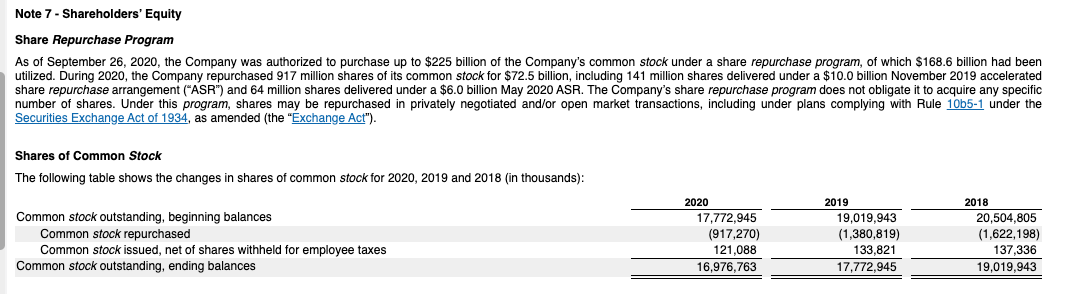 Note 7 - Shareholders' Equity
Share Repurchase Program
As of September 26, 2020, the Company was authorized to purchase up to $225 billion of the Company's common stock under a share repurchase program, of which $168.6 billion had been
utilized. During 2020, the Company repurchased 917 million shares of its common stock for $72.5 billion, including 141 million shares delivered under a $10.0 billion November 2019 accelerated
share repurchase arrangement ("ASR") and 64 million shares delivered under a $6.0 billion May 2020 ASR. The Company's share repurchase program does not obligate it to acquire any specific
number of shares. Under this program, shares may be repurchased in privately negotiated and/or open market transactions, including under plans complying with Rule 10b5-1 under the
Securities Exchange Act of 1934, as amended (the "Exchange Act").
Shares of Common Stock
The following table shows the changes in shares of common stock for 2020, 2019 and 2018 (in thousands):
2020 2019 2018
Common stock outstanding, beginning balances 17,772,945 19,019,943 20,504,805
Common stock repurchased (917,270) (1,380,819) (1,622,198)
Common stock issued, net of shares withheld for employee taxes 121,088 133,821 137,336
Common stock outstanding, ending balances 16,976,763 17,772,945 19,019,943